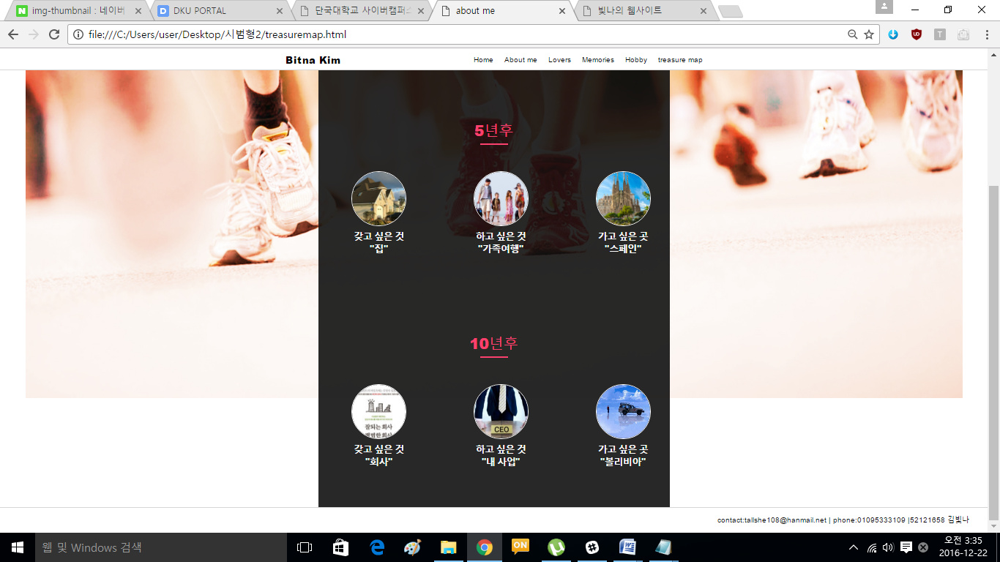 img-thumbnail : 네이버
DKU PORTAL
단국대학교 사이버캠퍼스
about me
빛나의 웹사이트
file:///C:/Users/user/Desktop/시범형2/treasuremap.html
Bitna Kim
Home About me Lovers Memories Hobby treasure map
5년후
갖고 싶은 것
"집"
하고 싶은 것
"가족여행"
가고 싶은 곳
"스페인"
10년후
잘되는 회사
평범한 회사
CEO
갖고 싶은 것
"회사"
하고 싶은 것
"내 사업"
가고 싶은 곳
"볼리비아"
contact:tallshe108@hanmail.net | phone:01095333109 |52121658 김빛나
웹 및 Windows 검색
ON
오전 3:35
2016-12-22